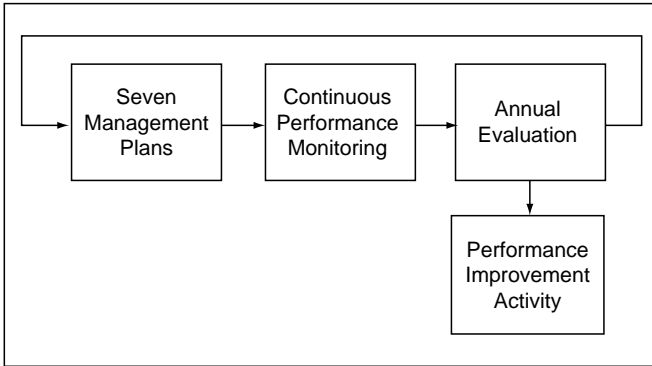 Seven
Management
Plans
Continuous
Performance
Monitoring
Annual
Evaluation
Performance
Improvement
Activity